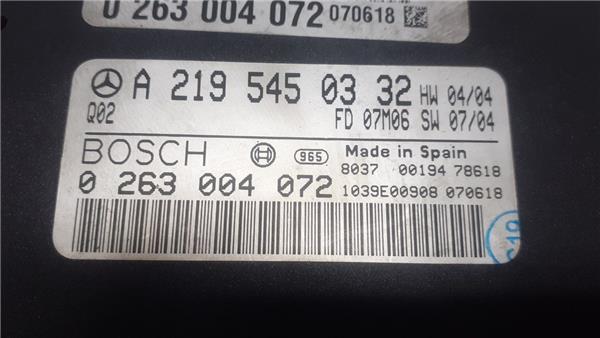 0 263 004 072 070618
A 219 545 03 32 HW 04/04
Q02 FD 07M06 SW 07/04
BOSCH 965 Made in Spain
8037 00194 78618
0 263 004 072 1039E00908 070618